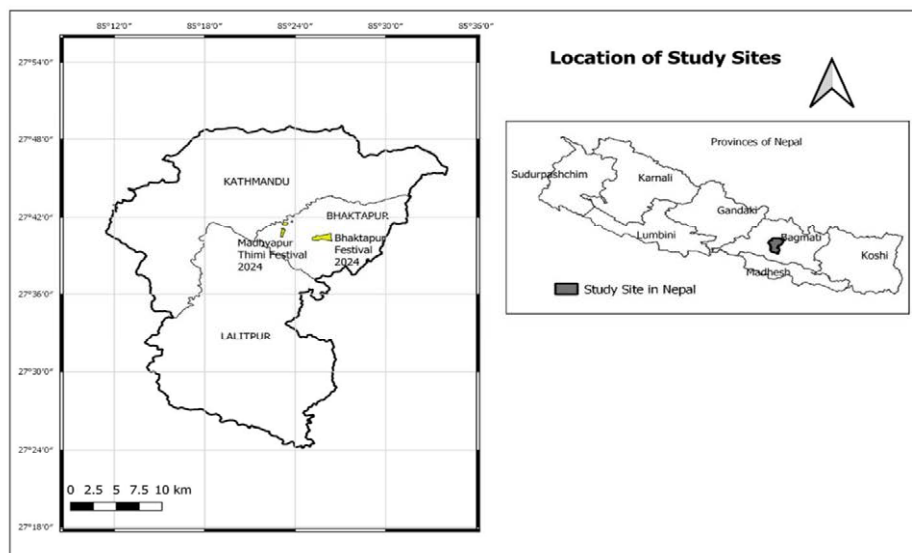 85°12'0" 85°18'0" 85°24'0" 85°30'0" 85°36'0"
27°54'0"
27°48'0"
27°42'0"
27°36'0"
27°30'0"
27°24'0"
27°18'0"
KATHMANDU
BHAKTAPUR
Madhyapur
Thimi Festival
2024
Bhaktapur
Festival
2024
LALITPUR
0 2.5 5 7.5 10 km
Location of Study Sites
Provinces of Nepal
Sudurpashchim
Karnali
Gandaki
Lumbini
Bagmati
Koshi
Madhesh
Study Site in Nepal